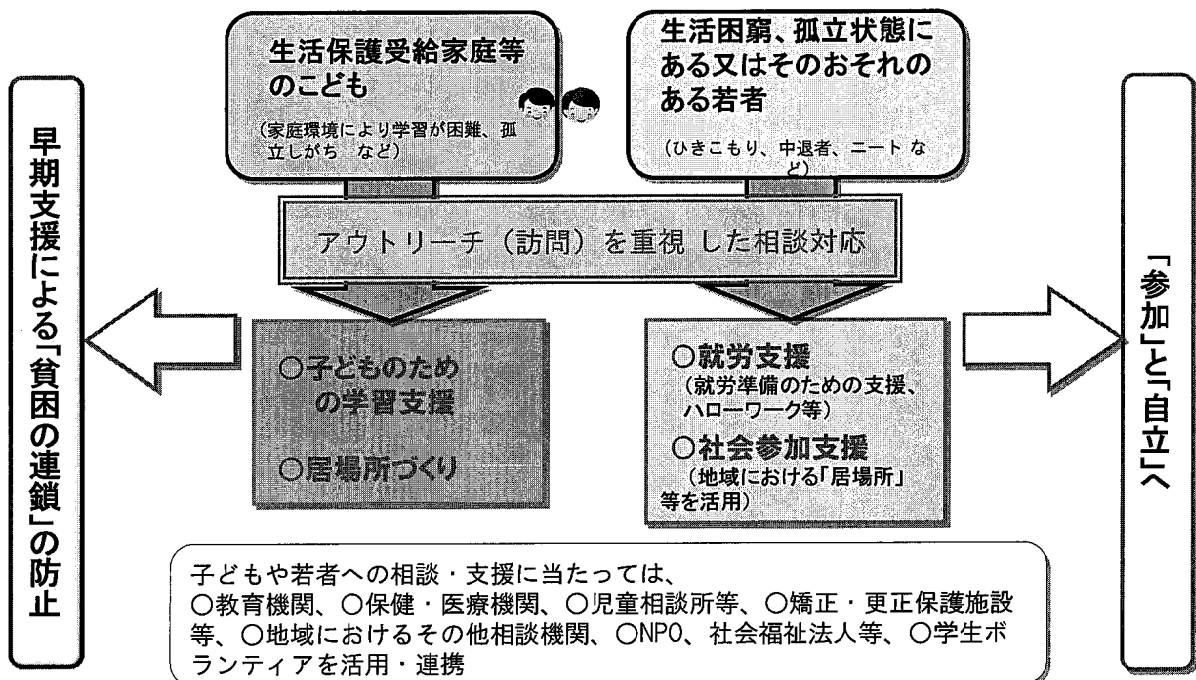 生活保護受給家庭等
のこども
(家庭環境により学習が困難、孤
立しがち など)
生活困窮、孤立状態に
ある又はそのおそれの
ある若者
(ひきこもり、中退者、ニート な
ど)
アウトリーチ（訪問）を重視 した相談対応
早期支援による「貧困の連鎖」の防止
○子どものため
の学習支援
○居場所づくり
○就労支援
(就労準備のための支援、
ハローワーク等)
○社会参加支援
(地域における「居場所」
等を活用)
「参加」と「自立」へ
子どもや若者への相談・支援に当たっては、
○教育機関、○保健・医療機関、○児童相談所等、○矯正・更正保護施設
等、○地域におけるその他相談機関、○NPO、社会福祉法人等、○学生ボ
ランティアを活用・連携